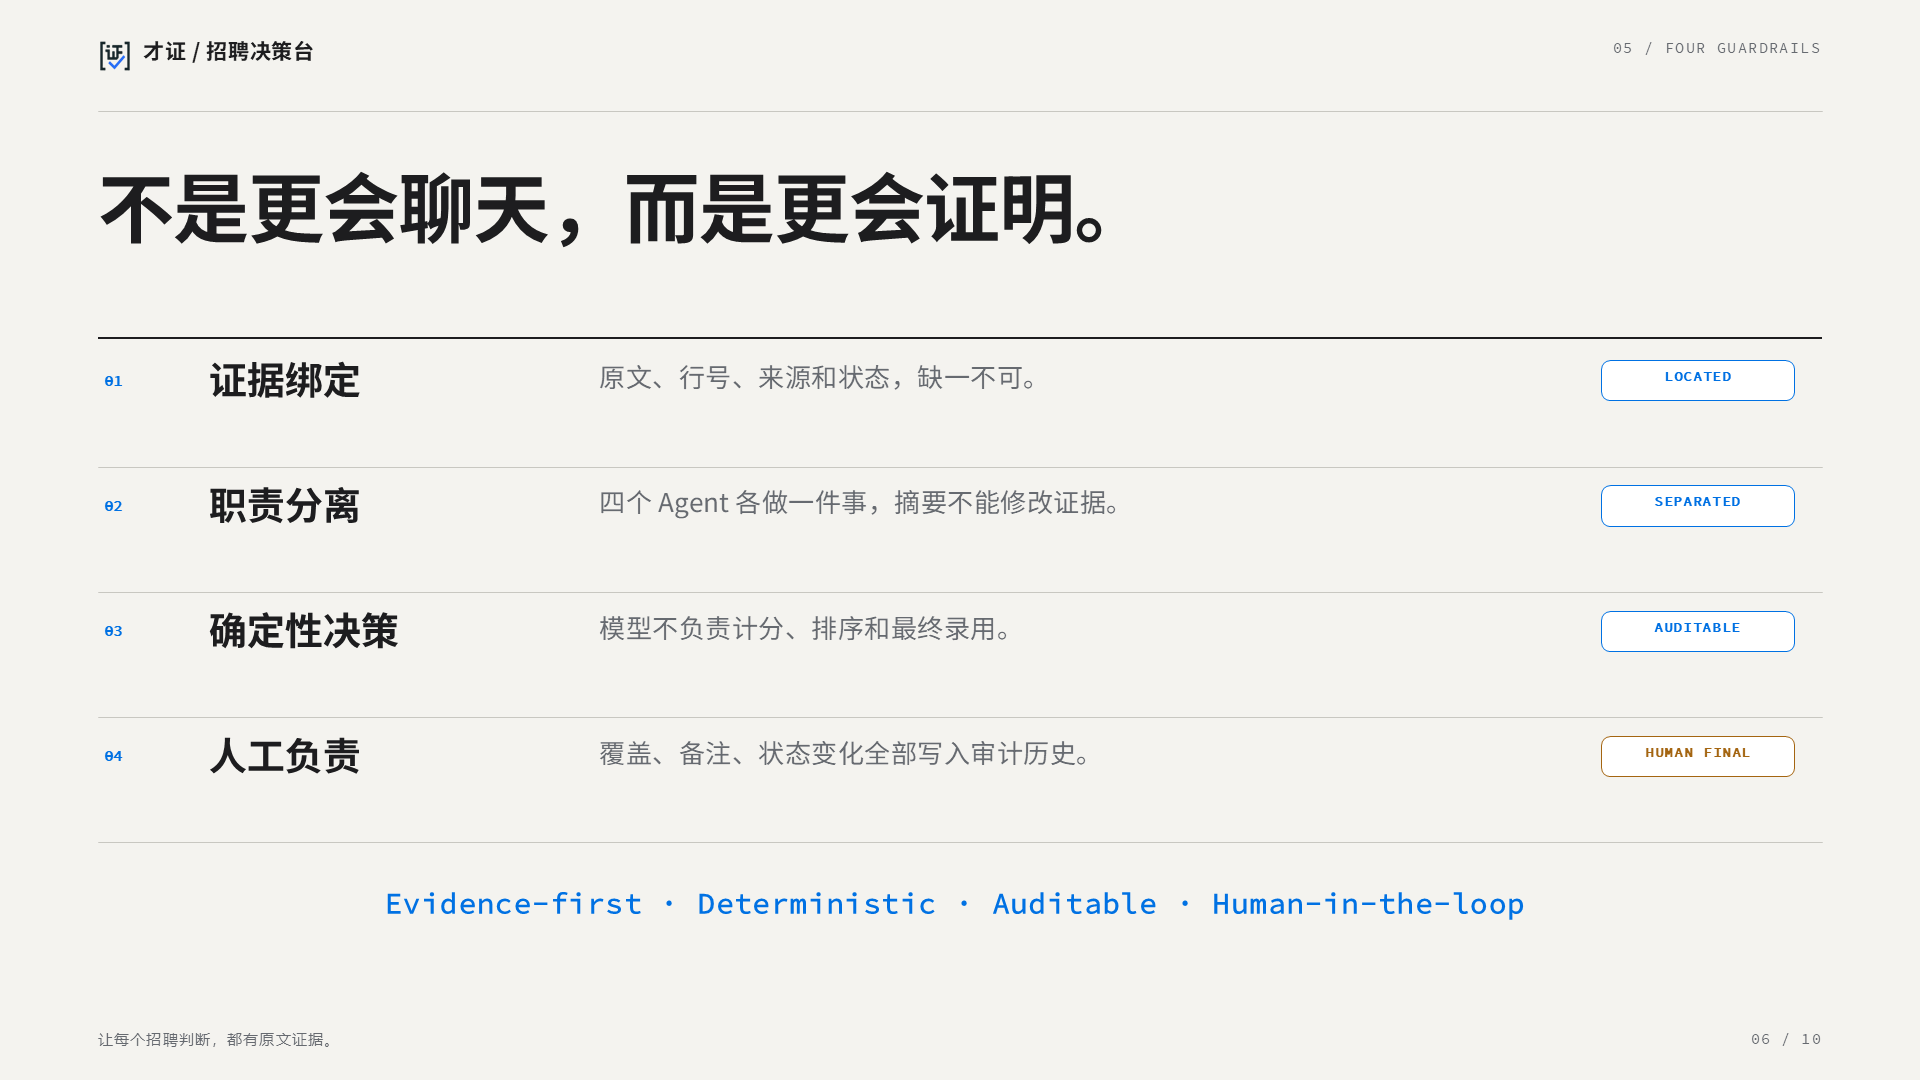 [证] 才证 / 招聘决策台
05 / FOUR GUARDRAILS
不是更会聊天，而是更会证明。
01 证据绑定 原文、行号、来源和状态，缺一不可。 LOCATED
02 职责分离 四个 Agent 各做一件事，摘要不能修改证据。 SEPARATED
03 确定性决策 模型不负责计分、排序和最终录用。 AUDITABLE
04 人工负责 覆盖、备注、状态变化全部写入审计历史。 HUMAN FINAL
Evidence-first · Deterministic · Auditable · Human-in-the-loop
让每个招聘判断，都有原文证据。
06 / 10